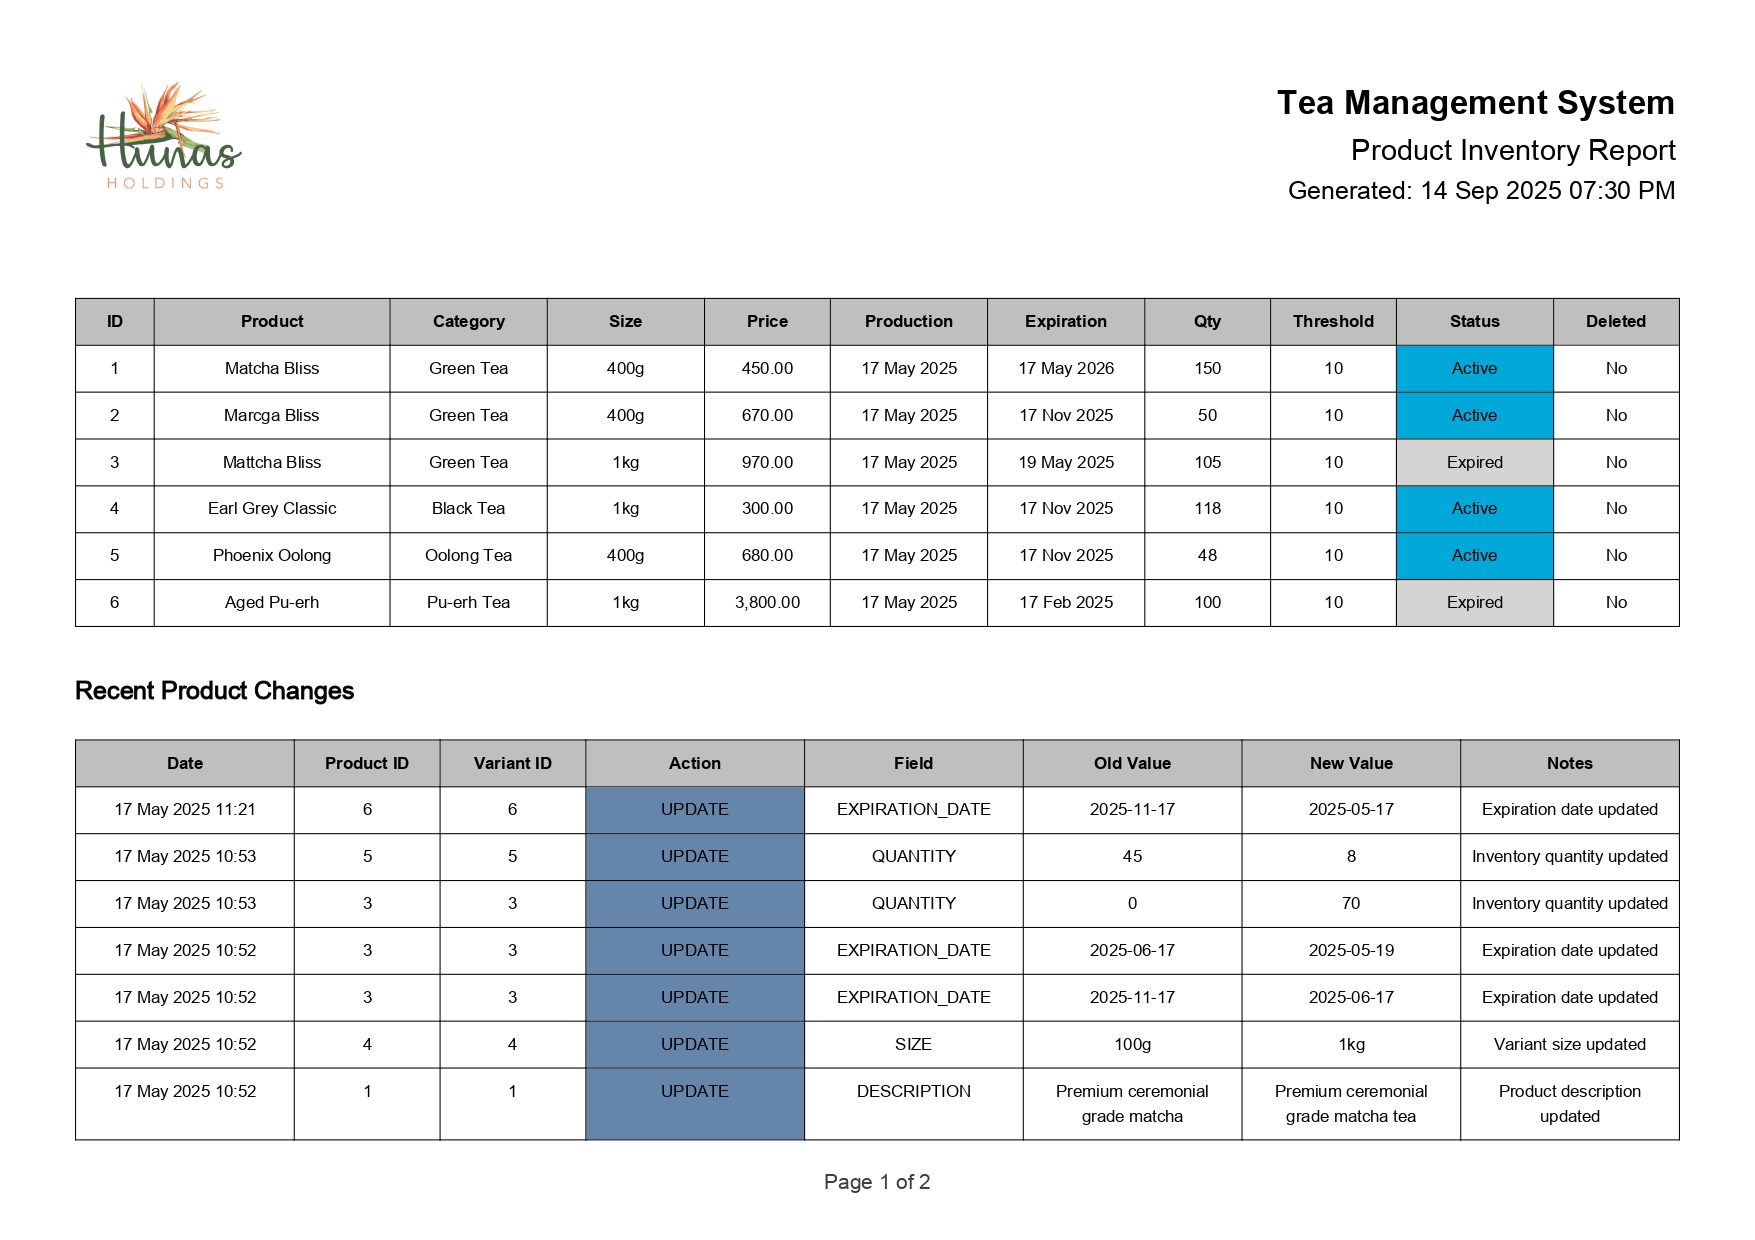 Hunas
HOLDINGS
Tea Management System
Product Inventory Report
Generated: 14 Sep 2025 07:30 PM
ID Product Category Size Price Production Expiration Qty Threshold Status Deleted
1 Matcha Bliss Green Tea 400g 450.00 17 May 2025 17 May 2026 150 10 Active No
2 Marcga Bliss Green Tea 400g 670.00 17 May 2025 17 Nov 2025 50 10 Active No
3 Mattcha Bliss Green Tea 1kg 970.00 17 May 2025 19 May 2025 105 10 Expired No
4 Earl Grey Classic Black Tea 1kg 300.00 17 May 2025 17 Nov 2025 118 10 Active No
5 Phoenix Oolong Oolong Tea 400g 680.00 17 May 2025 17 Nov 2025 48 10 Active No
6 Aged Pu-erh Pu-erh Tea 1kg 3,800.00 17 May 2025 17 Feb 2025 100 10 Expired No
Recent Product Changes
Date Product ID Variant ID Action Field Old Value New Value Notes
17 May 2025 11:21 6 6 UPDATE EXPIRATION_DATE 2025-11-17 2025-05-17 Expiration date updated
17 May 2025 10:53 5 5 UPDATE QUANTITY 45 8 Inventory quantity updated
17 May 2025 10:53 3 3 UPDATE QUANTITY 0 70 Inventory quantity updated
17 May 2025 10:52 3 3 UPDATE EXPIRATION_DATE 2025-06-17 2025-05-19 Expiration date updated
17 May 2025 10:52 3 3 UPDATE EXPIRATION_DATE 2025-11-17 2025-06-17 Expiration date updated
17 May 2025 10:52 4 4 UPDATE SIZE 100g 1kg Variant size updated
17 May 2025 10:52 1 1 UPDATE DESCRIPTION Premium ceremonial Premium ceremonial Product description
grade matcha grade matcha tea updated
Page 1 of 2